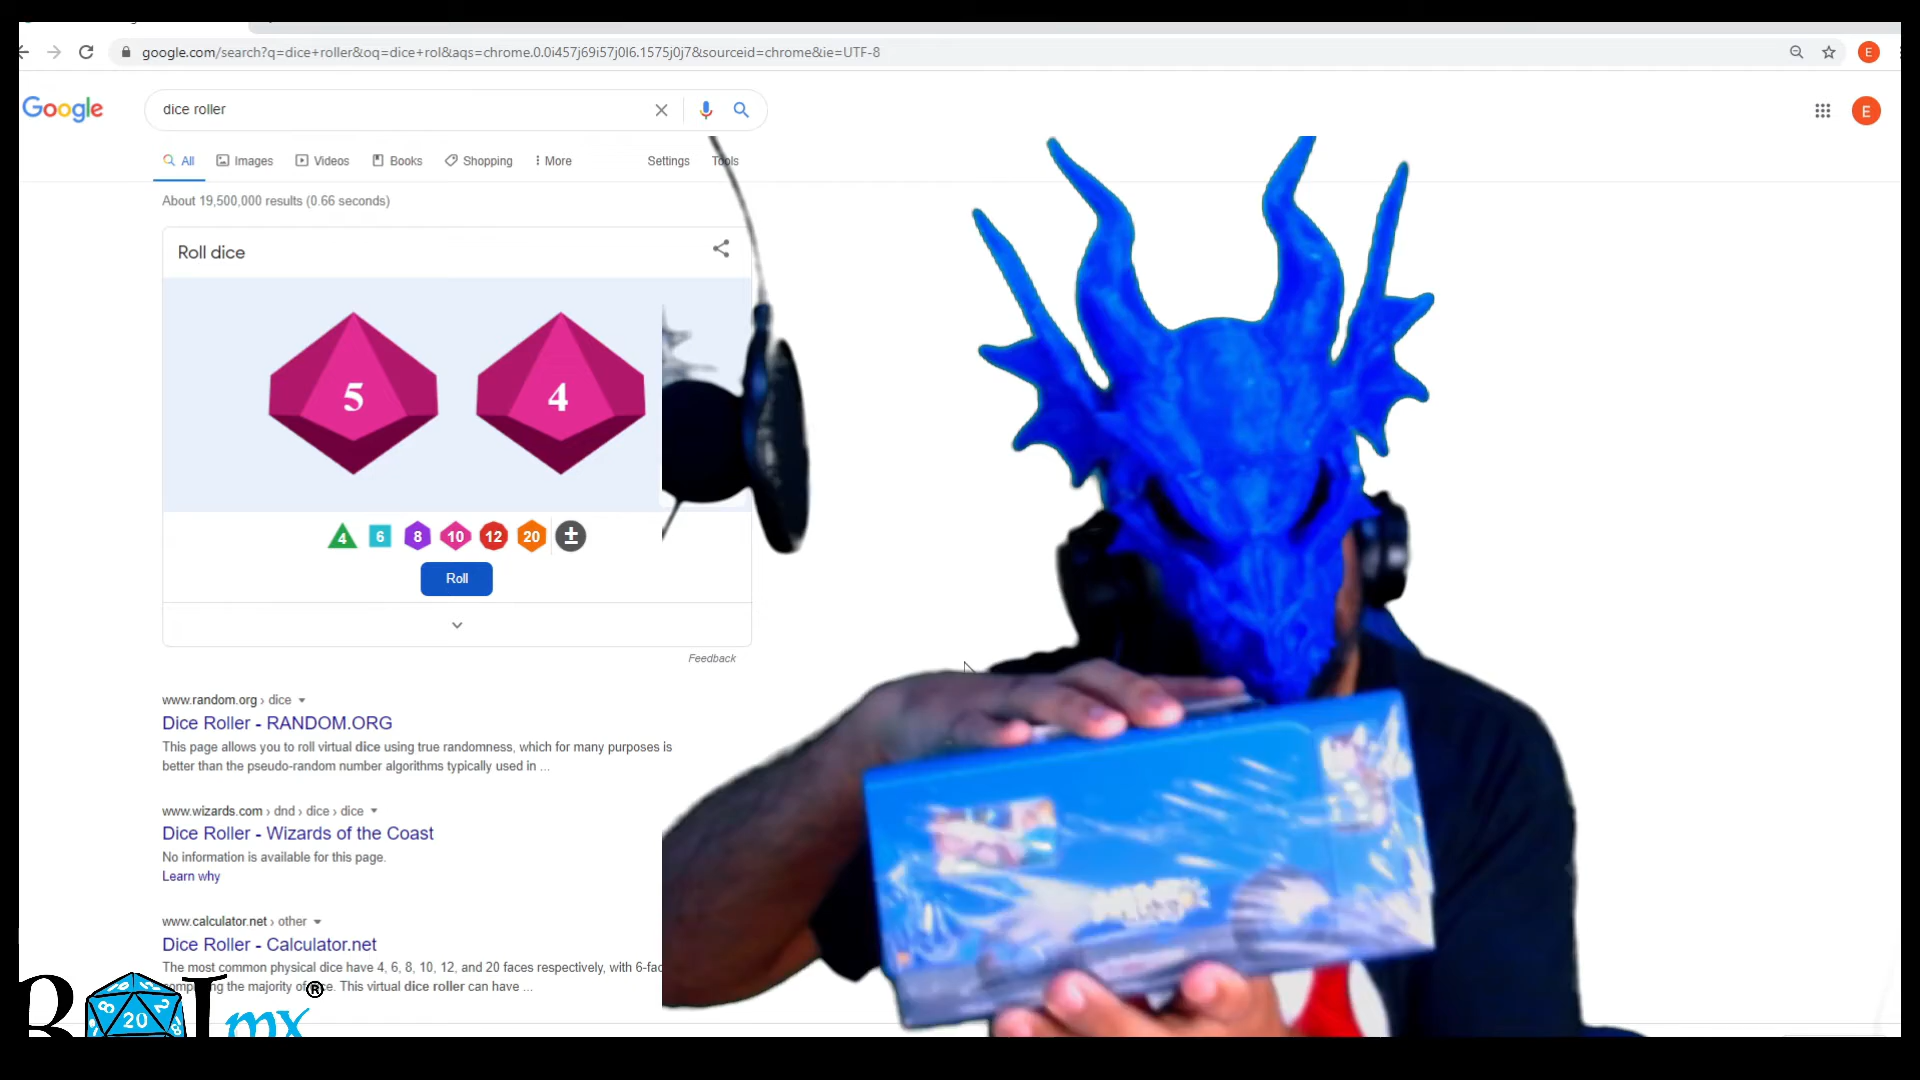 google.com/search?q=dice+roller&oq=dice+rol&aqs=chrome.0.0i457j69i57j0l6.1575j0j7&sourceid=chrome&ie=UTF-8
E
Google
dice roller
E
All Images Videos Books Shopping More Settings Tools
About 19,500,000 results (0.66 seconds)
Roll dice
5 4
4 6 8 10 12 20 ±
Roll
Feedback
www.random.org › dice
Dice Roller - RANDOM.ORG
This page allows you to roll virtual dice using true randomness, which for many purposes is
better than the pseudo-random number algorithms typically used in ...
www.wizards.com › dnd › dice › dice
Dice Roller - Wizards of the Coast
No information is available for this page.
Learn why
www.calculator.net › other
Dice Roller - Calculator.net
The most common physical dice have 4, 6, 8, 10, 12, and 20 faces respectively, with 6-fac
the majority of This virtual dice roller can have ...
8 20 2
mx ®